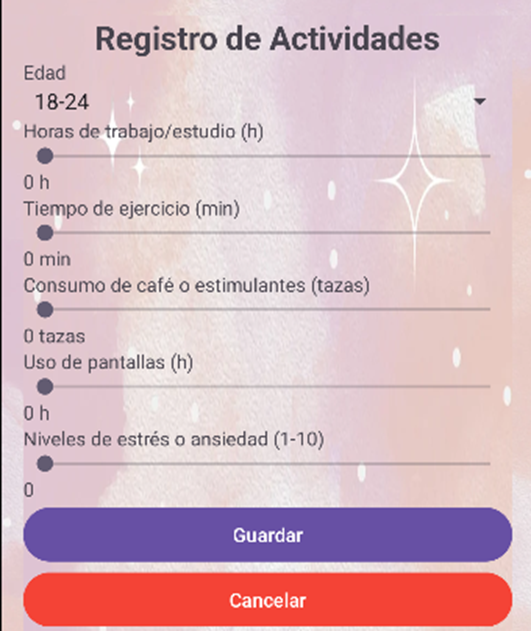 Registro de Actividades
Edad
18-24
Horas de trabajo/estudio (h)
0 h
Tiempo de ejercicio (min)
0 min
Consumo de café o estimulantes (tazas)
0 tazas
Uso de pantallas (h)
0 h
Niveles de estrés o ansiedad (1-10)
0
Guardar
Cancelar